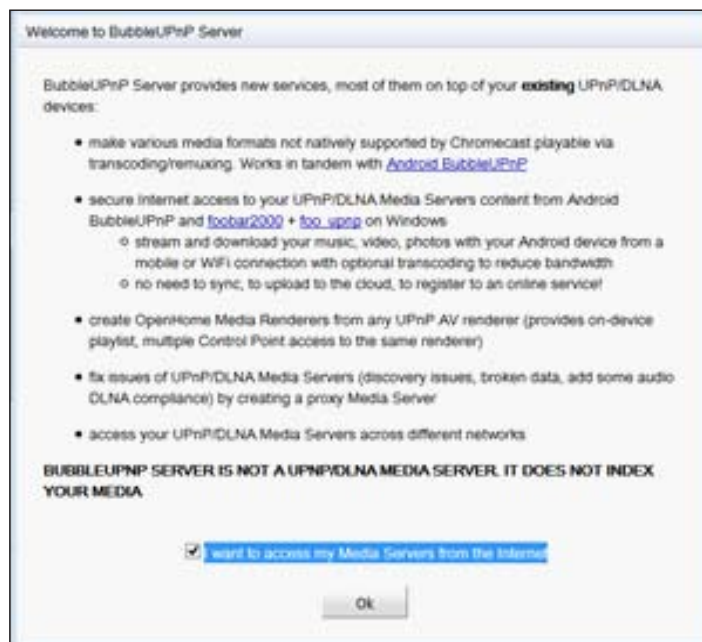 Welcome to BubbleUPnP Server
BubbleUPnP Server provides new services, most of them on top of your existing UPnP/DLNA
devices:
• make various media formats not natively supported by Chromecast playable via
transcoding/remuxing. Works in tandem with Android BubbleUPnP
• secure Internet access to your UPnP/DLNA Media Servers content from Android
BubbleUPnP and foobar2000 + foo_upnp on Windows
o stream and download your music, video, photos with your Android device from a
mobile or WiFi connection with optional transcoding to reduce bandwidth
o no need to sync, to upload to the cloud, to register to an online service!
• create OpenHome Media Renderers from any UPnP AV renderer (provides on-device
playlist, multiple Control Point access to the same renderer)
• fix issues of UPnP/DLNA Media Servers (discovery issues, broken data, add some audio
DLNA compliance) by creating a proxy Media Server
• access your UPnP/DLNA Media Servers across different networks
BUBBLEUPNP SERVER IS NOT A UPNP/DLNA MEDIA SERVER. IT DOES NOT INDEX
YOUR MEDIA
I want to access my Media Servers from the Internet
Ok